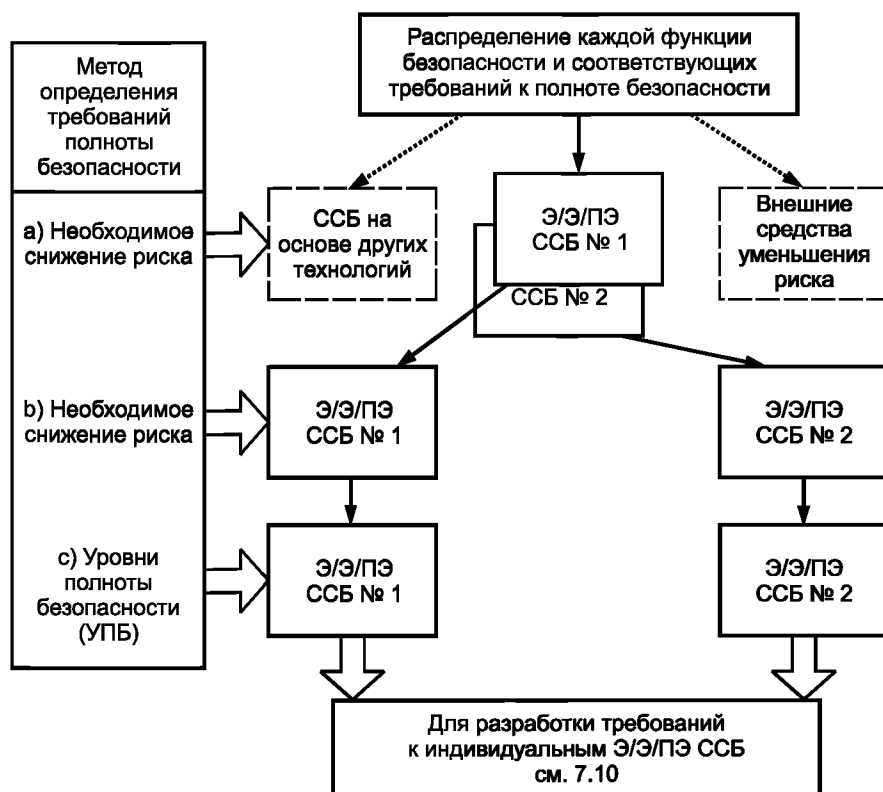 Распределение каждой функции
безопасности и соответствующих
требований к полноте безопасности
Метод
определения
требований
полноты
безопасности
а) Необходимое
снижение риска
ССБ на
основе других
технологий
Э/Э/ПЭ
ССБ № 1
ССБ № 2
Внешние
средства
уменьшения
риска
b) Необходимое
снижение риска
Э/Э/ПЭ
ССБ № 1
Э/Э/ПЭ
ССБ № 2
с) Уровни
полноты
безопасности
(УПБ)
Э/Э/ПЭ
ССБ № 1
Э/Э/ПЭ
ССБ № 2
Для разработки требований
к индивидуальным Э/Э/ПЭ ССБ
см. 7.10